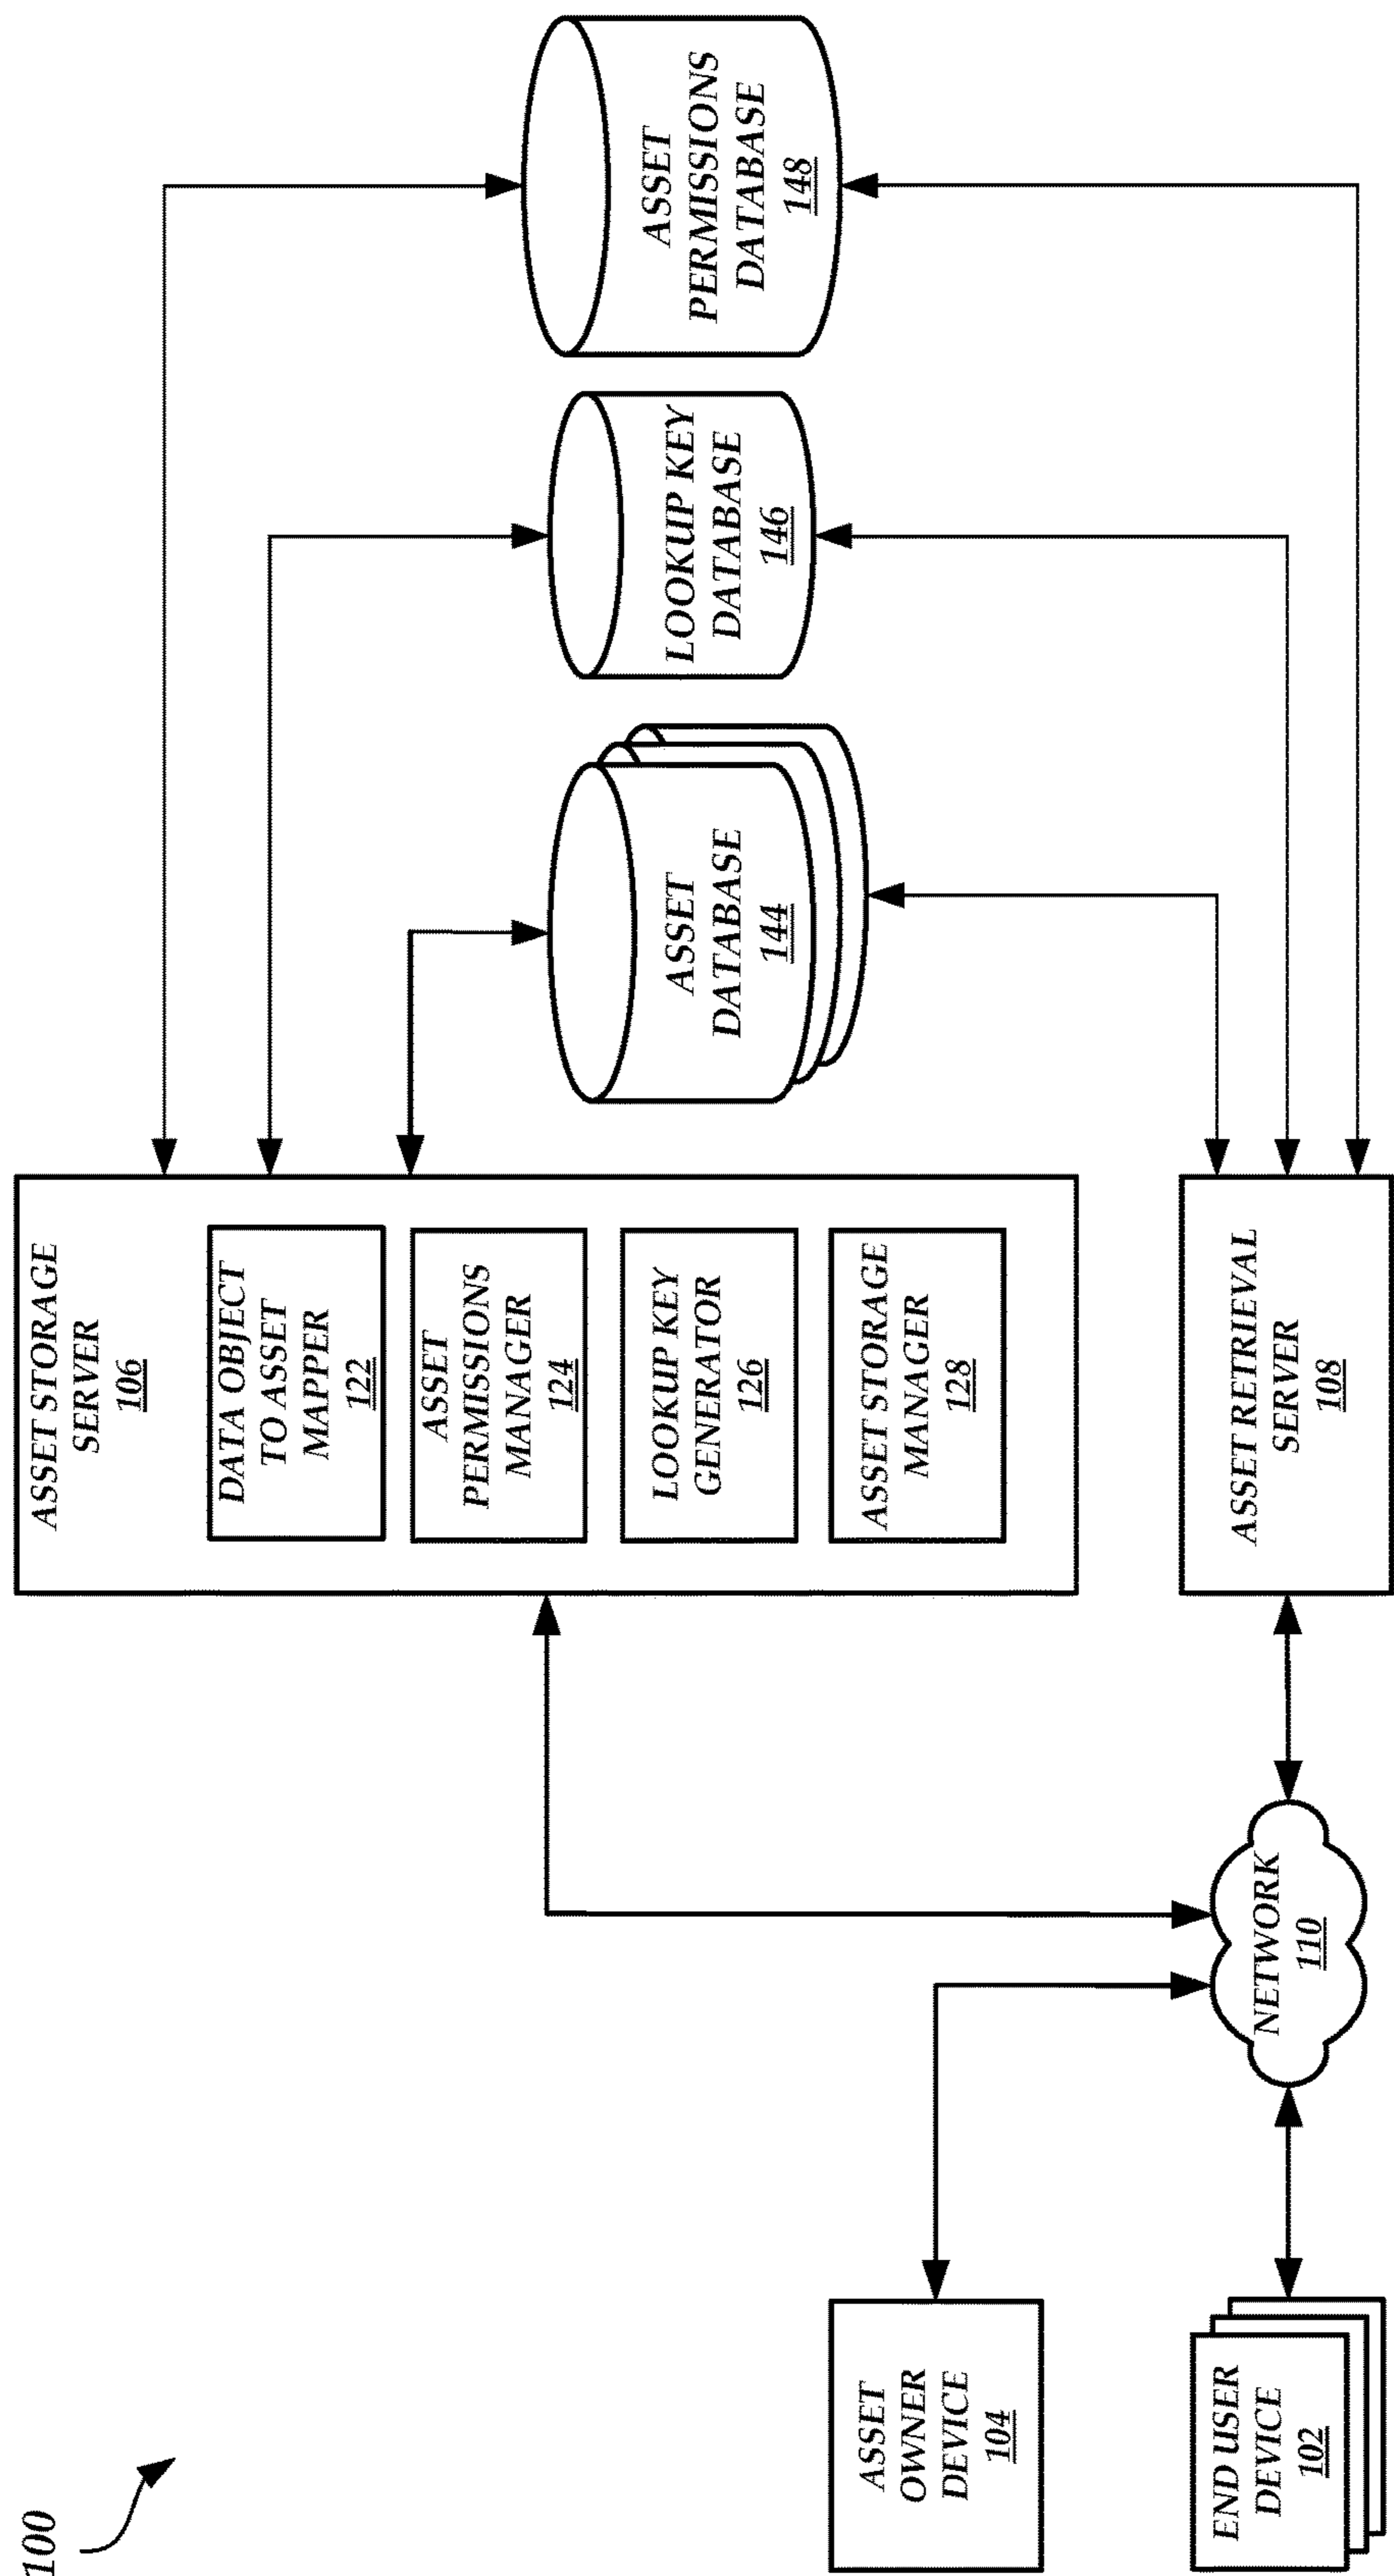 100
ASSET STORAGE
SERVER
106
DATA OBJECT
TO ASSET
MAPPER
122
ASSET
PERMISSIONS
MANAGER
124
LOOKUP KEY
GENERATOR
126
ASSET STORAGE
MANAGER
128
ASSET
DATABASE
144
LOOKUP KEY
DATABASE
146
ASSET
PERMISSIONS
DATABASE
148
ASSET
OWNER
DEVICE
104
END USER
DEVICE
102
NETWORK
110
ASSET RETRIEVAL
SERVER
108